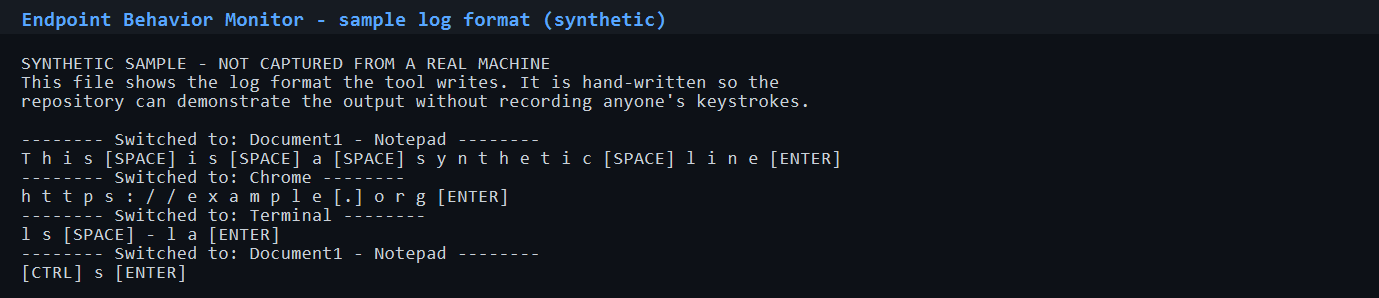 Endpoint Behavior Monitor - sample log format (synthetic)
SYNTHETIC SAMPLE - NOT CAPTURED FROM A REAL MACHINE
This file shows the log format the tool writes. It is hand-written so the
repository can demonstrate the output without recording anyone's keystrokes.
-------- Switched to: Document1 - Notepad --------
T h i s [SPACE] i s [SPACE] a [SPACE] s y n t h e t i c [SPACE] l i n e [ENTER]
-------- Switched to: Chrome --------
h t t p s : / / e x a m p l e [.] o r g [ENTER]
-------- Switched to: Terminal --------
l s [SPACE] - l a [ENTER]
-------- Switched to: Document1 - Notepad --------
[CTRL] s [ENTER]